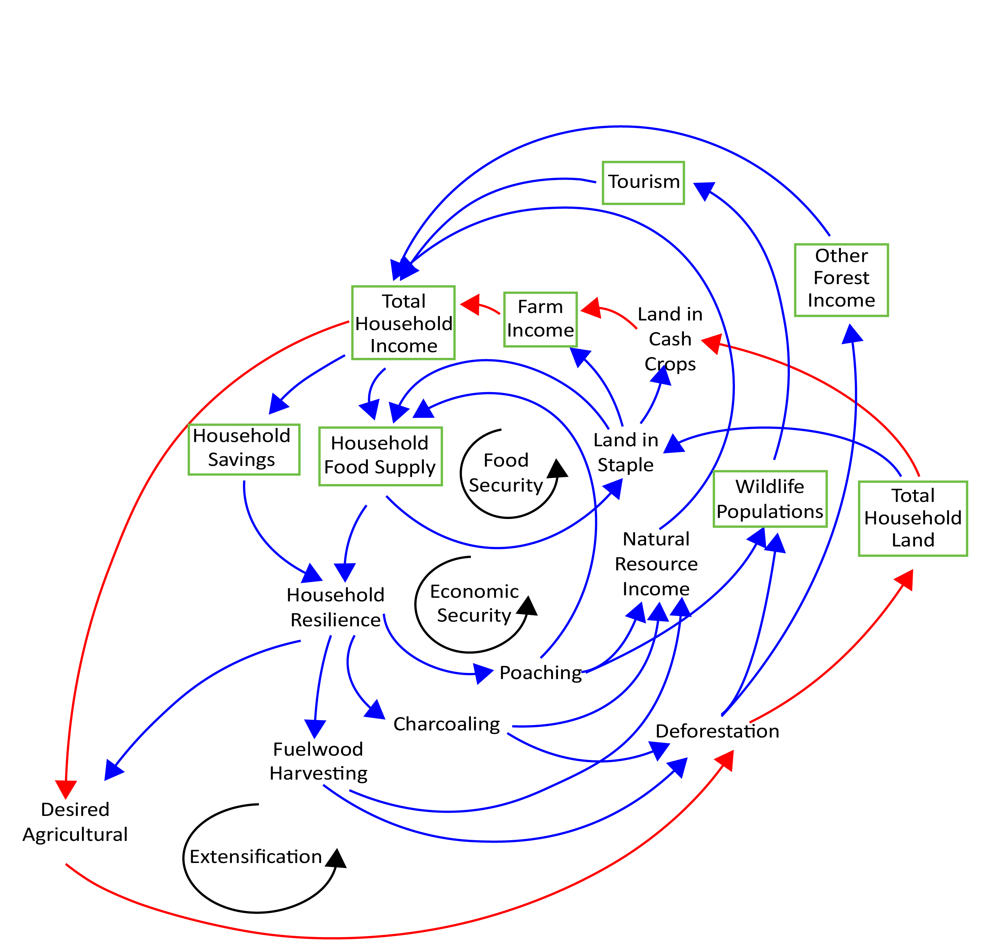 Tourism
Other
Forest
Income
Total
Household
Income
Farm
Income
Land in
Cash
Crops
Household
Savings
Household
Food Supply
Food
Security
Land in
Staple
Wildlife
Populations
Total
Household
Land
Natural
Resource
Income
Household
Resilience
Economic
Security
Poaching
Charcoaling
Deforestation
Fuelwood
Harvesting
Desired
Agricultural
Extensification